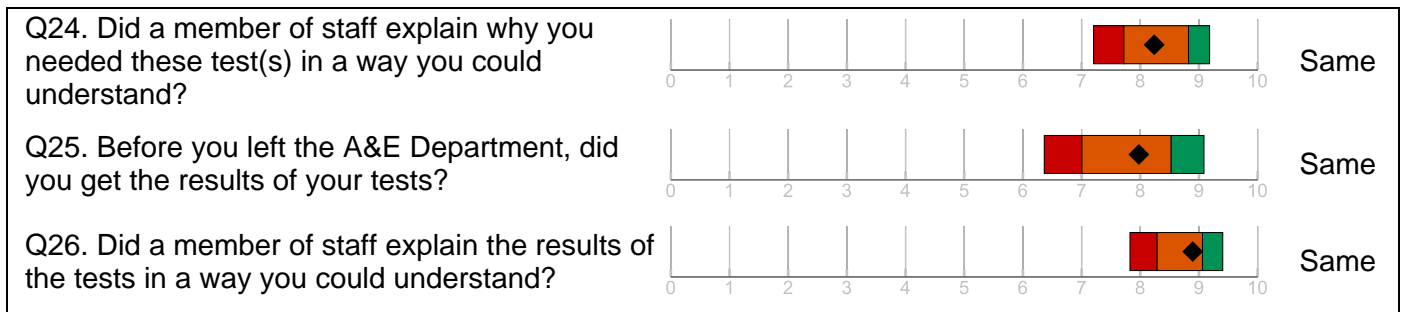 Q24. Did a member of staff explain why you
needed these test(s) in a way you could
understand?
0 1 2 3 4 5 6 7 8 9 10
Same
Q25. Before you left the A&E Department, did
you get the results of your tests?
0 1 2 3 4 5 6 7 8 9 10
Same
Q26. Did a member of staff explain the results of
the tests in a way you could understand?
0 1 2 3 4 5 6 7 8 9 10
Same